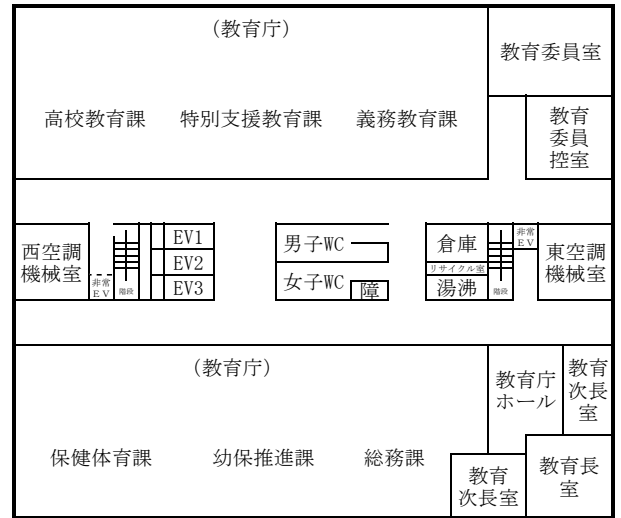 (教育庁)
教育委員室
高校教育課
特別支援教育課
義務教育課
教育
委員
控室
西空調
機械室
非常
EV
階段
EV1
EV2
EV3
男子WC
女子WC
障
倉庫
リサイクル室
湯沸
階段
非常
EV
東空調
機械室
(教育庁)
教育庁
ホール
教育
次長
室
保健体育課
幼保推進課
総務課
教育
次長室
教育長
室